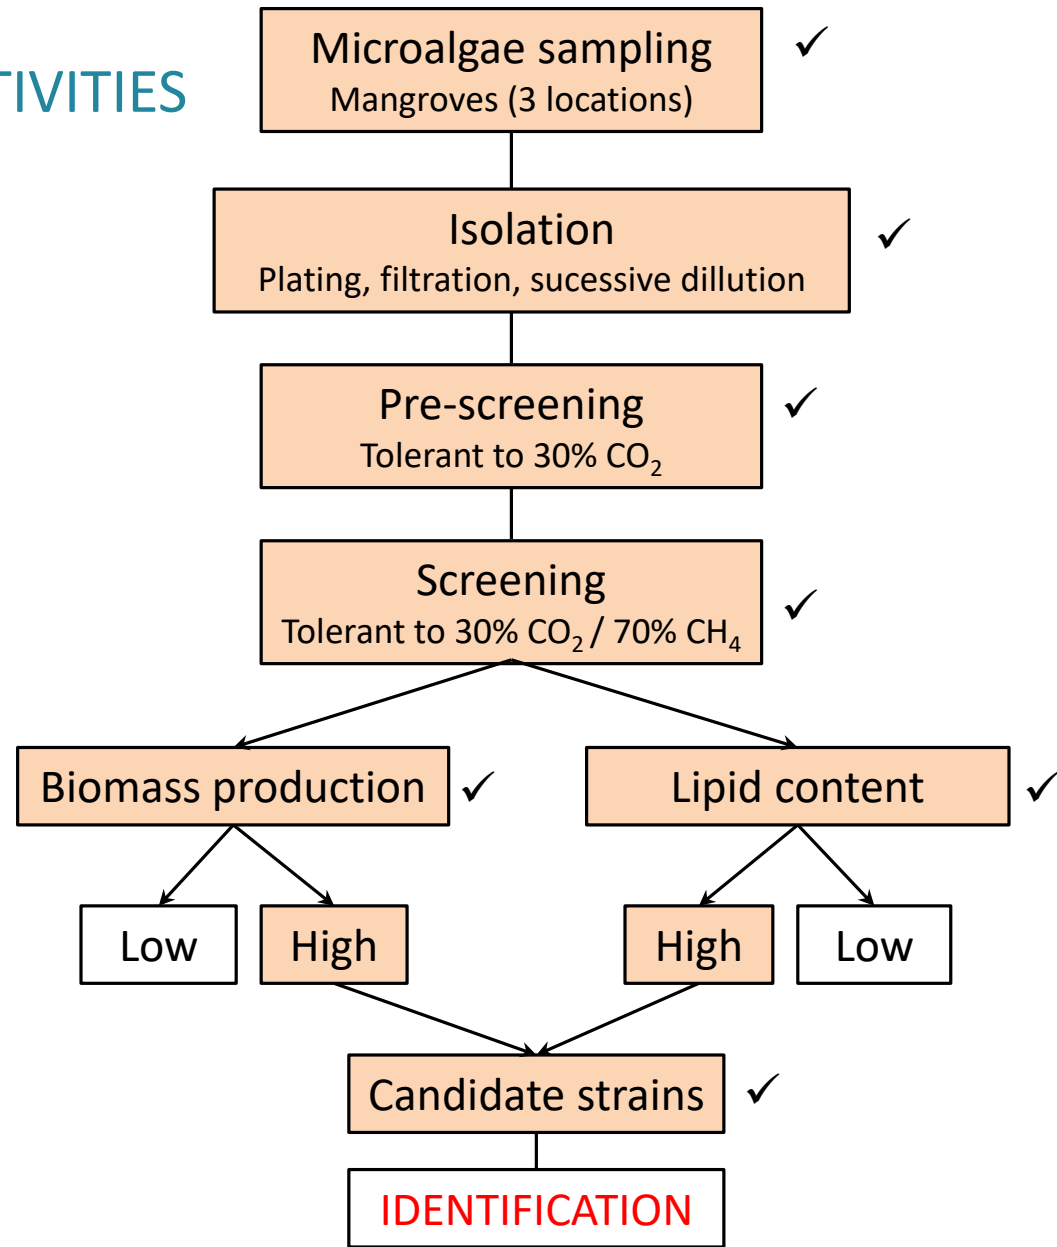 TIVITIES
Microalgae sampling
Mangroves (3 locations)
Isolation
Plating, filtration, sucessive dillution
Pre-screening
Tolerant to 30% CO₂
Screening
Tolerant to 30% CO₂ / 70% CH₄
Biomass production
Lipid content
Low
High
High
Low
Candidate strains
IDENTIFICATION